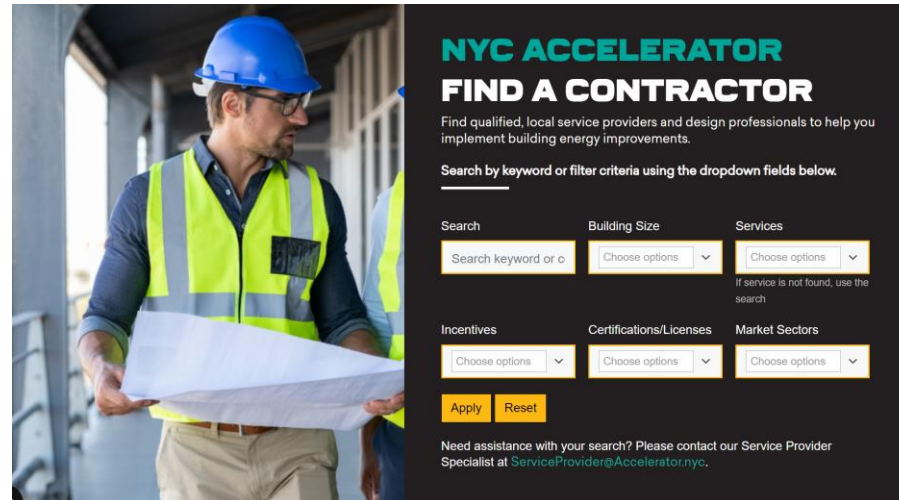 NYC ACCELERATOR
FIND A CONTRACTOR
Find qualified, local service providers and design professionals to help you
implement building energy improvements.
Search by keyword or filter criteria using the dropdown fields below.
Search
Building Size
Services
Search keyword or o
Choose options
Choose options
If service is not found, use the
search
Incentives
Certifications/Licenses
Market Sectors
Choose options
Choose options
Choose options
Apply
Reset
Need assistance with your search? Please contact our Service Provider
Specialist at ServiceProvider@Accelerator.nyc.